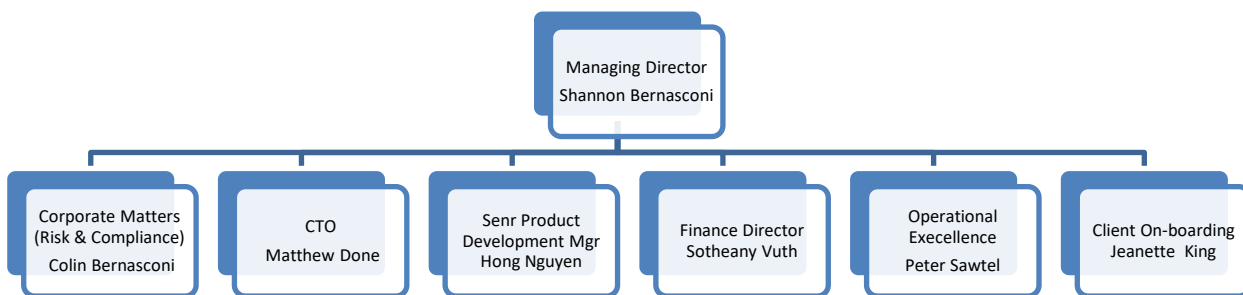 Managing Director
Shannon Bernasconi
Corporate Matters
(Risk & Compliance)
Colin Bernasconi
CTO
Matthew Done
Senr Product
Development Mgr
Hong Nguyen
Finance Director
Sotheany Vuth
Operational
Execellence
Peter Sawtel
Client On-boarding
Jeanette King